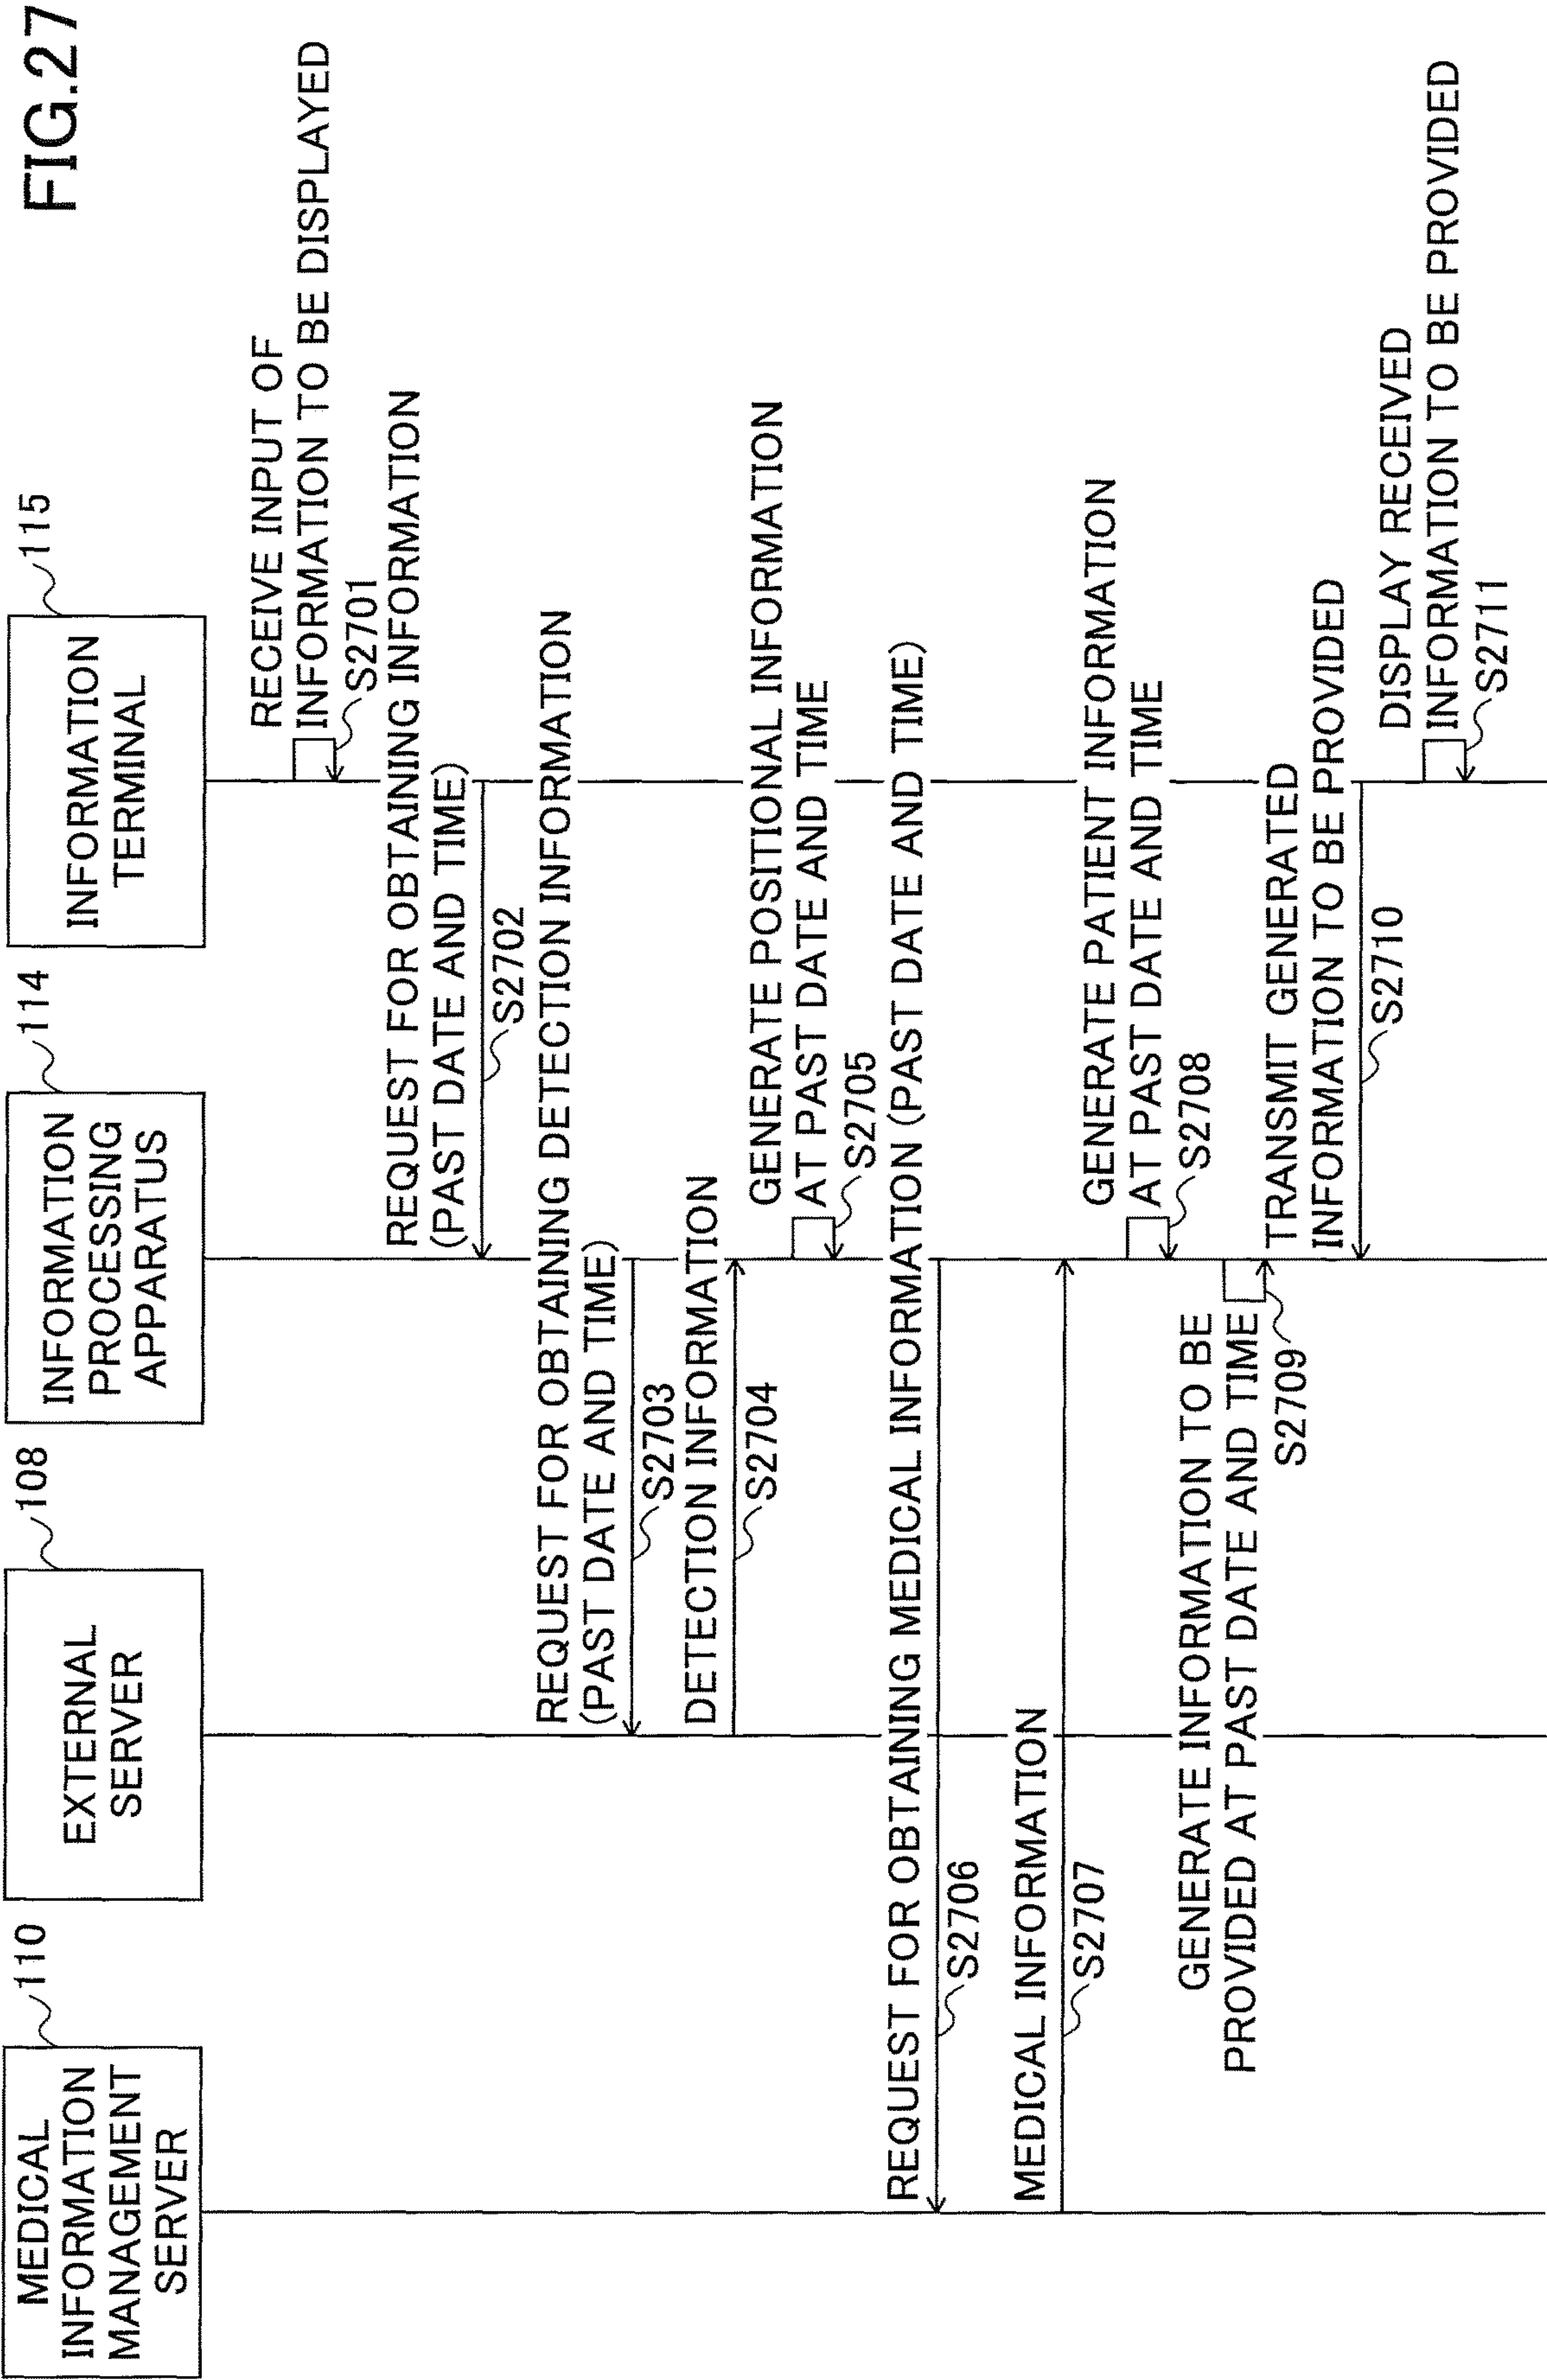 FIG.27
MEDICAL
INFORMATION
MANAGEMENT
SERVER
110
EXTERNAL
SERVER
108
INFORMATION
PROCESSING
APPARATUS
114
INFORMATION
TERMINAL
115
RECEIVE INPUT OF
INFORMATION TO BE DISPLAYED
S2701
REQUEST FOR OBTAINING INFORMATION
(PAST DATE AND TIME)
S2702
REQUEST FOR OBTAINING DETECTION INFORMATION
(PAST DATE AND TIME)
S2703
DETECTION INFORMATION
S2704
GENERATE POSITIONAL INFORMATION
AT PAST DATE AND TIME
S2705
REQUEST FOR OBTAINING MEDICAL INFORMATION (PAST DATE AND TIME)
S2706
MEDICAL INFORMATION
S2707
GENERATE PATIENT INFORMATION
AT PAST DATE AND TIME
S2708
GENERATE INFORMATION TO BE
PROVIDED AT PAST DATE AND TIME
S2709
TRANSMIT GENERATED
INFORMATION TO BE PROVIDED
S2710
DISPLAY RECEIVED
INFORMATION TO BE PROVIDED
S2711